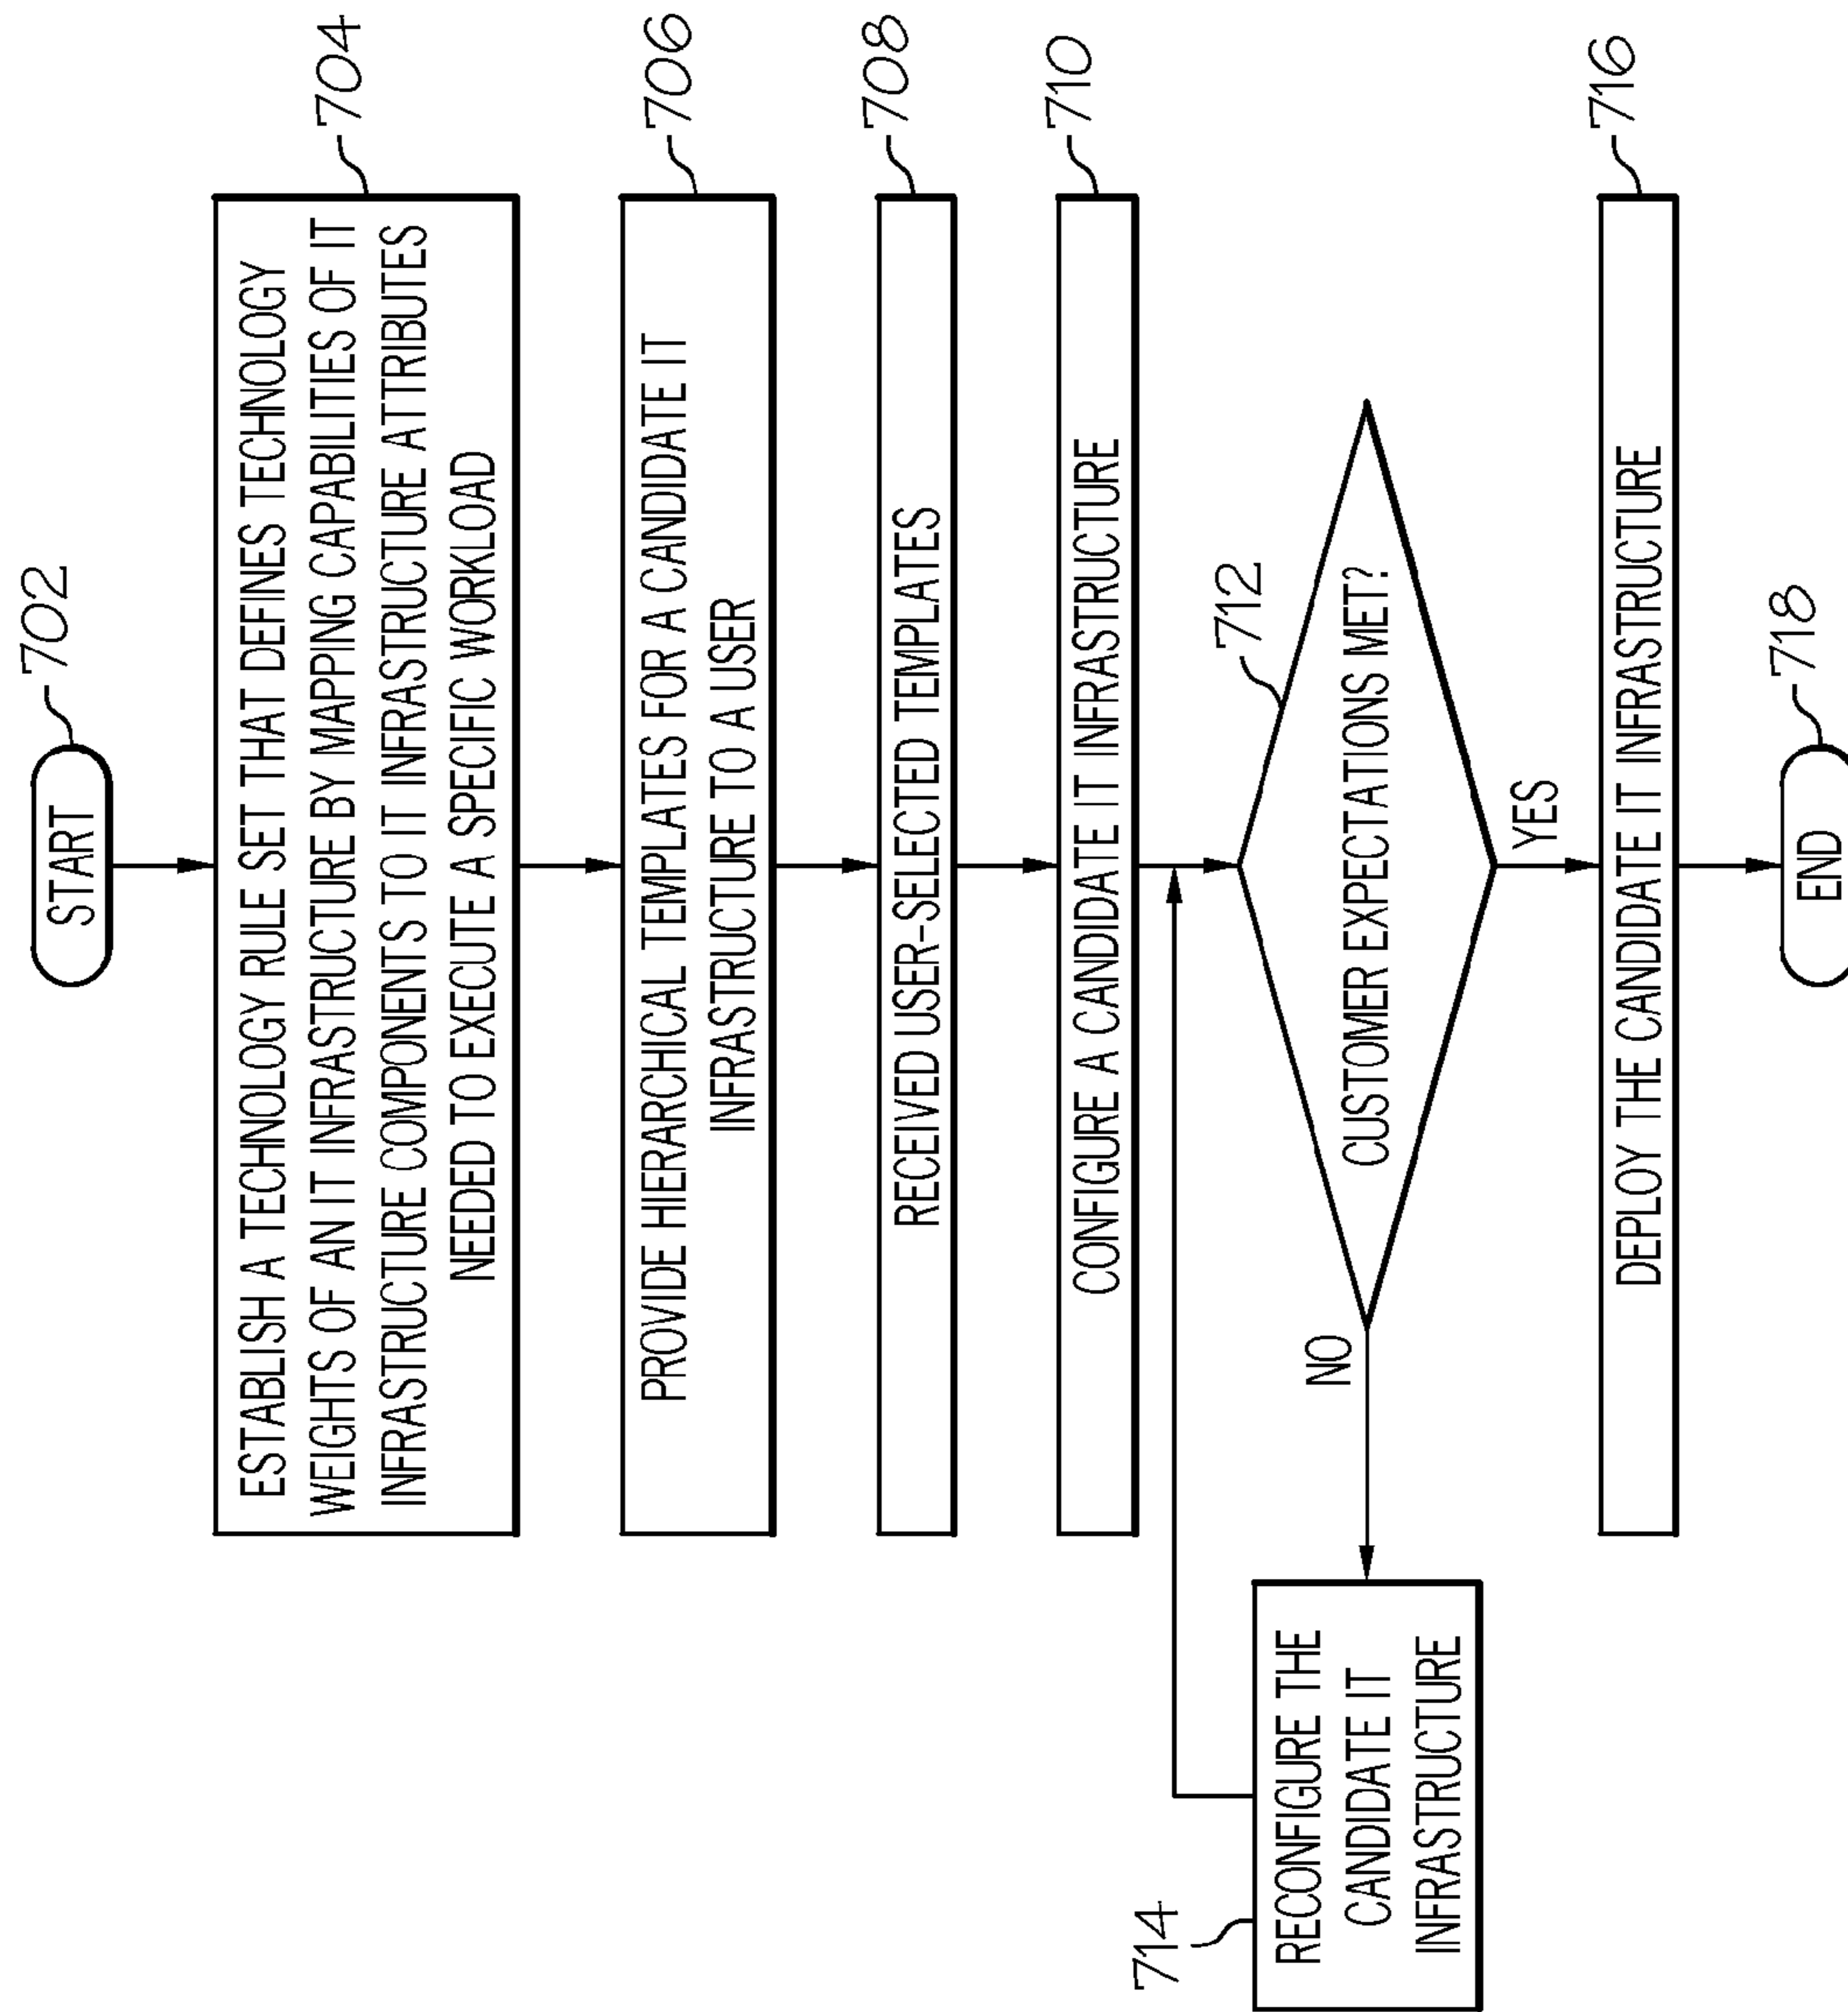 702
START
704
ESTABLISH A TECHNOLOGY RULE SET THAT DEFINES TECHNOLOGY
WEIGHTS OF AN IT INFRASTRUCTURE BY MAPPING CAPABILITIES OF IT
INFRASTRUCTURE COMPONENTS TO IT INFRASTRUCTURE ATTRIBUTES
NEEDED TO EXECUTE A SPECIFIC WORKLOAD
706
PROVIDE HIERARCHICAL TEMPLATES FOR A CANDIDATE IT
INFRASTRUCTURE TO A USER
708
RECEIVED USER-SELECTED TEMPLATES
710
CONFIGURE A CANDIDATE IT INFRASTRUCTURE
712
CUSTOMER EXPECTATIONS MET?
NO
714
RECONFIGURE THE
CANDIDATE IT
INFRASTRUCTURE
YES
716
DEPLOY THE CANDIDATE IT INFRASTRUCTURE
718
END